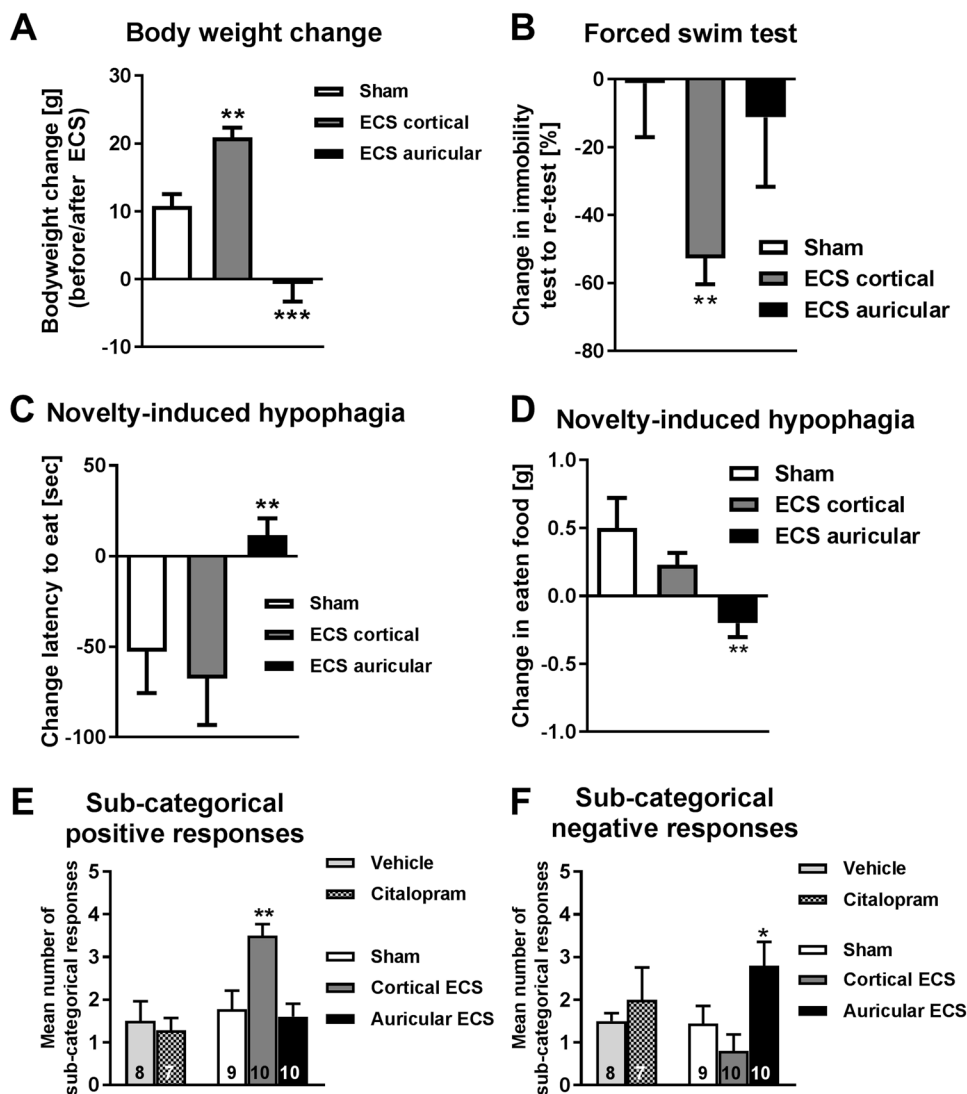 A
Body weight change
Bodyweight change [g]
(before/after ECS)
30
20
10
0
-10
**
***
Sham
ECS cortical
ECS auricular
B
Forced swim test
Change in immobility
test to re-test [%]
0
-20
-40
-60
-80
**
Sham
ECS cortical
ECS auricular
C
Novelty-induced hypophagia
Change latency to eat [sec]
50
0
-50
-100
**
Sham
ECS cortical
ECS auricular
D
Novelty-induced hypophagia
Change in eaten food [g]
1.0
0.5
0.0
-0.5
-1.0
**
Sham
ECS cortical
ECS auricular
E
Sub-categorical
positive responses
Mean number of
sub-categorical responses
5
4
3
2
1
0
**
8
7
9
10
10
Vehicle
Citalopram
Sham
Cortical ECS
Auricular ECS
F
Sub-categorical
negative responses
Mean number of
sub-categorical responses
5
4
3
2
1
0
*
8
7
9
10
10
Vehicle
Citalopram
Sham
Cortical ECS
Auricular ECS